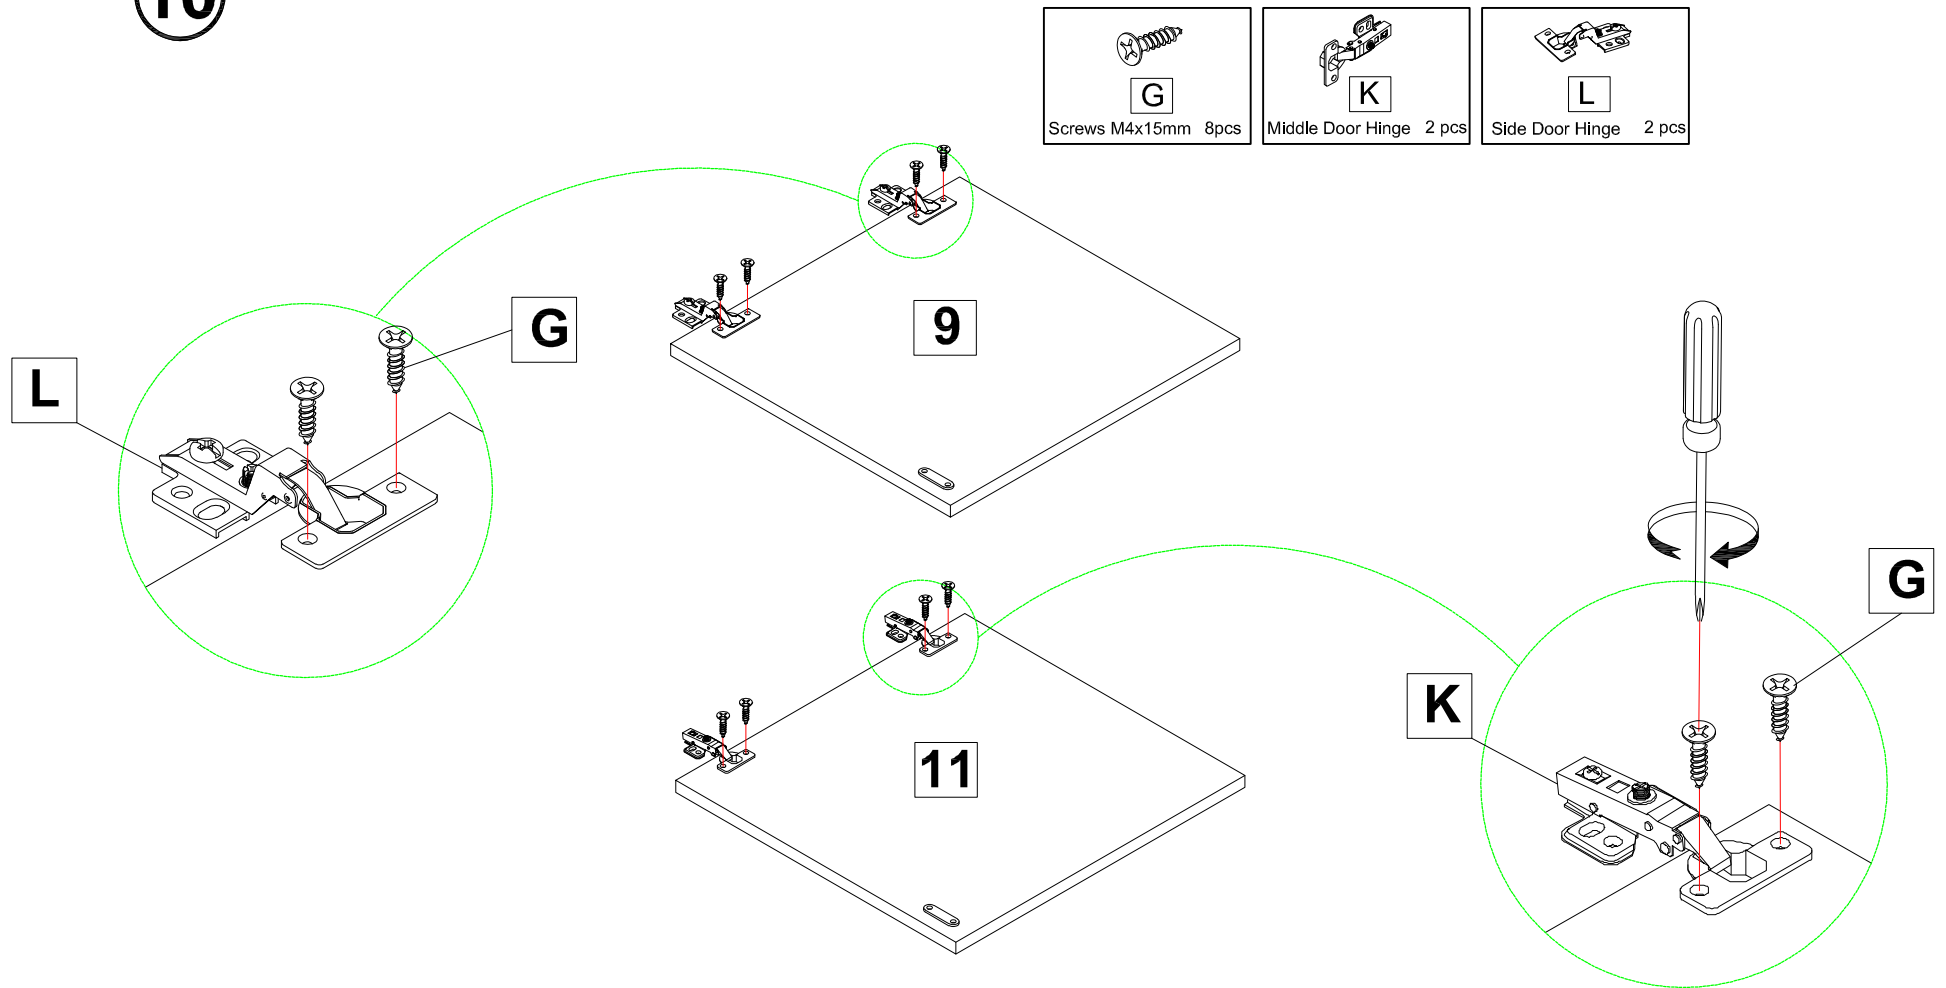 10
G
K
L
Screws M4x15mm 8pcs
Middle Door Hinge 2 pcs
Side Door Hinge 2 pcs
G
9
L
G
11
K